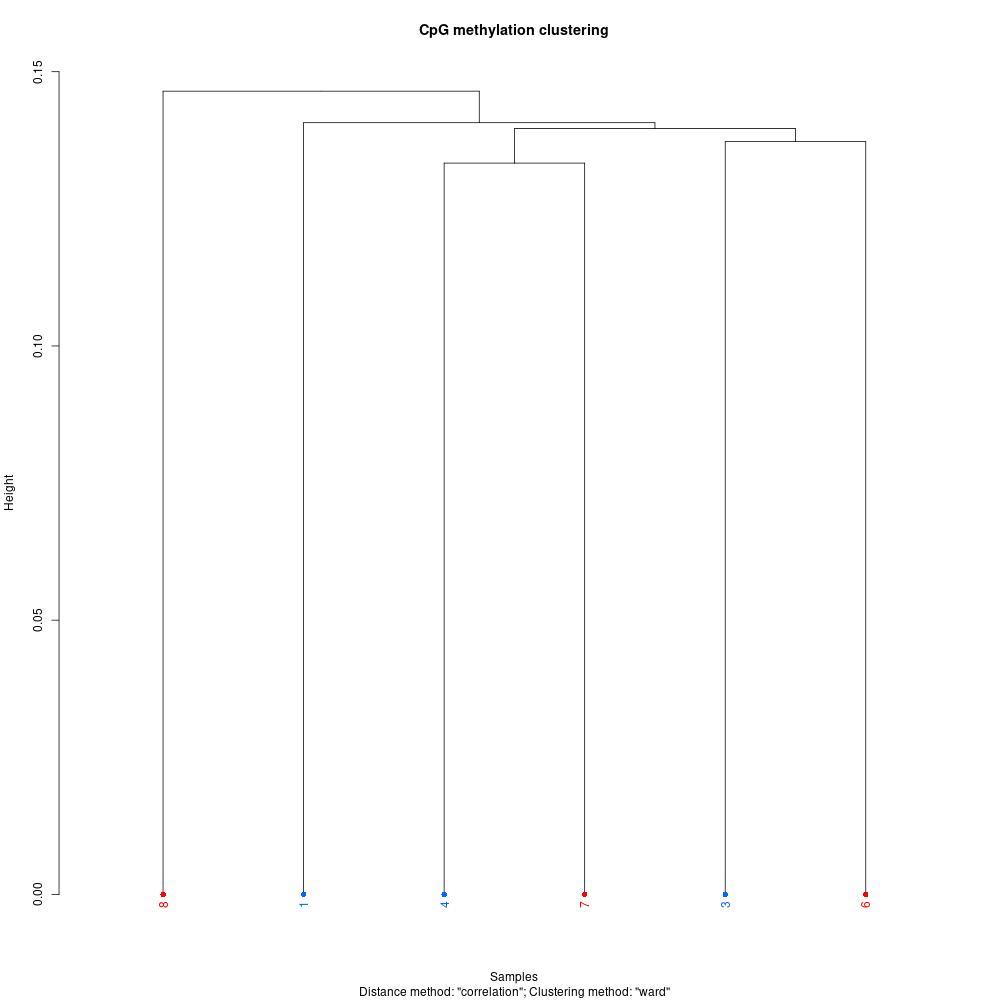 CpG methylation clustering
0.15
0.10
0.05
0.00
Height
8
1
4
7
3
6
Samples
Distance method: "correlation"; Clustering method: "ward"